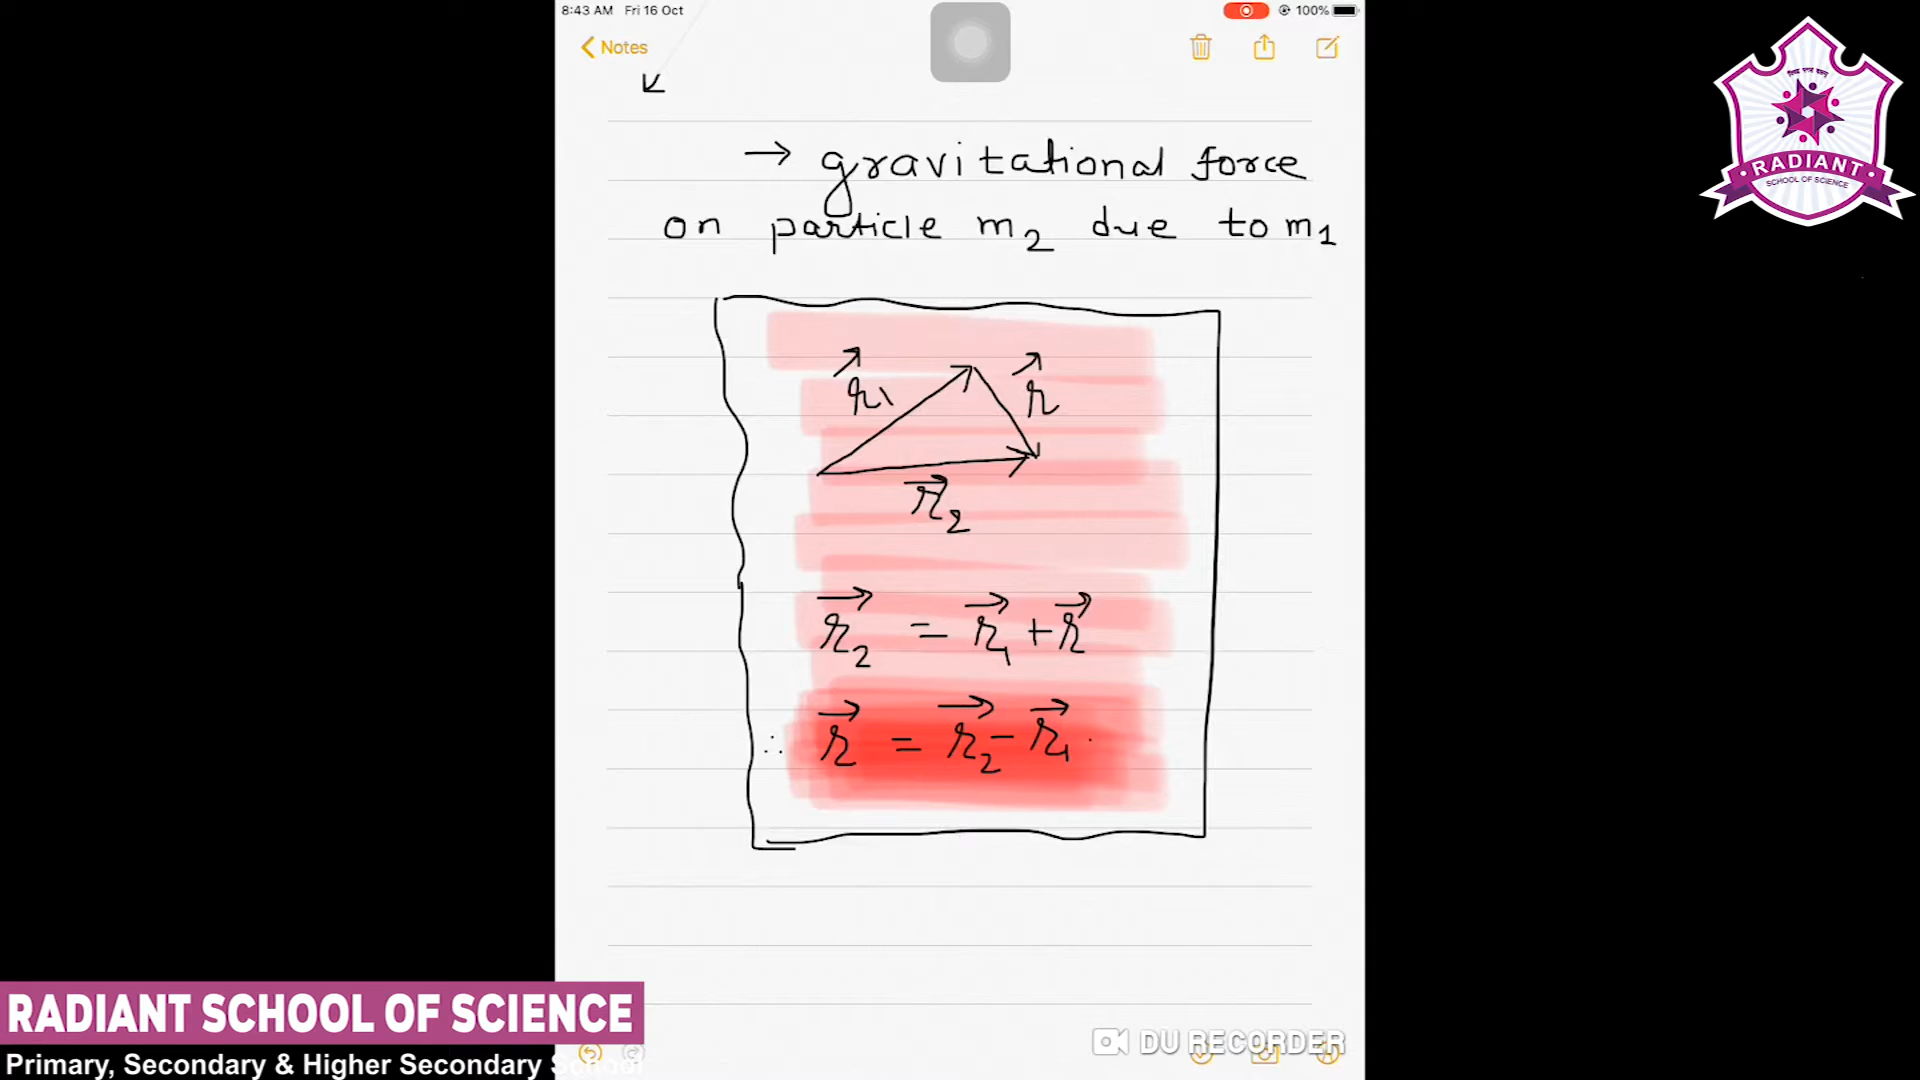 8:43 AM Fri 16 Oct
100%
Notes
→ gravitational force
on particle m₂ due to m₁
r⃗₁
r⃗
r⃗₂
r⃗₂ = r⃗₁ + r⃗
∴ r⃗ = r⃗₂ - r⃗₁.
RADIANT
SCHOOL OF SCIENCE
RADIANT SCHOOL OF SCIENCE
Primary, Secondary & Higher Secondary School
DU RECORDER